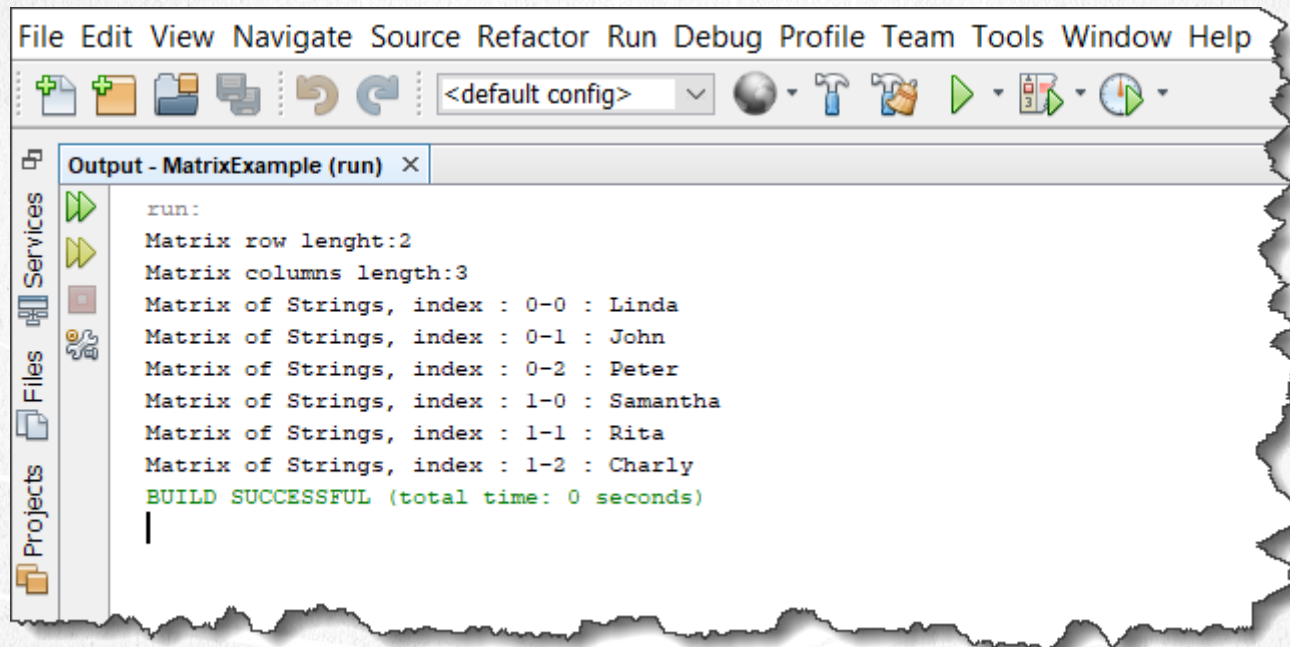 File Edit View Navigate Source Refactor Run Debug Profile Team Tools Window Help
<default config>
Output - MatrixExample (run)
Services
Files
Projects
run:
Matrix row lenght:2
Matrix columns length:3
Matrix of Strings, index : 0-0 : Linda
Matrix of Strings, index : 0-1 : John
Matrix of Strings, index : 0-2 : Peter
Matrix of Strings, index : 1-0 : Samantha
Matrix of Strings, index : 1-1 : Rita
Matrix of Strings, index : 1-2 : Charly
BUILD SUCCESSFUL (total time: 0 seconds)